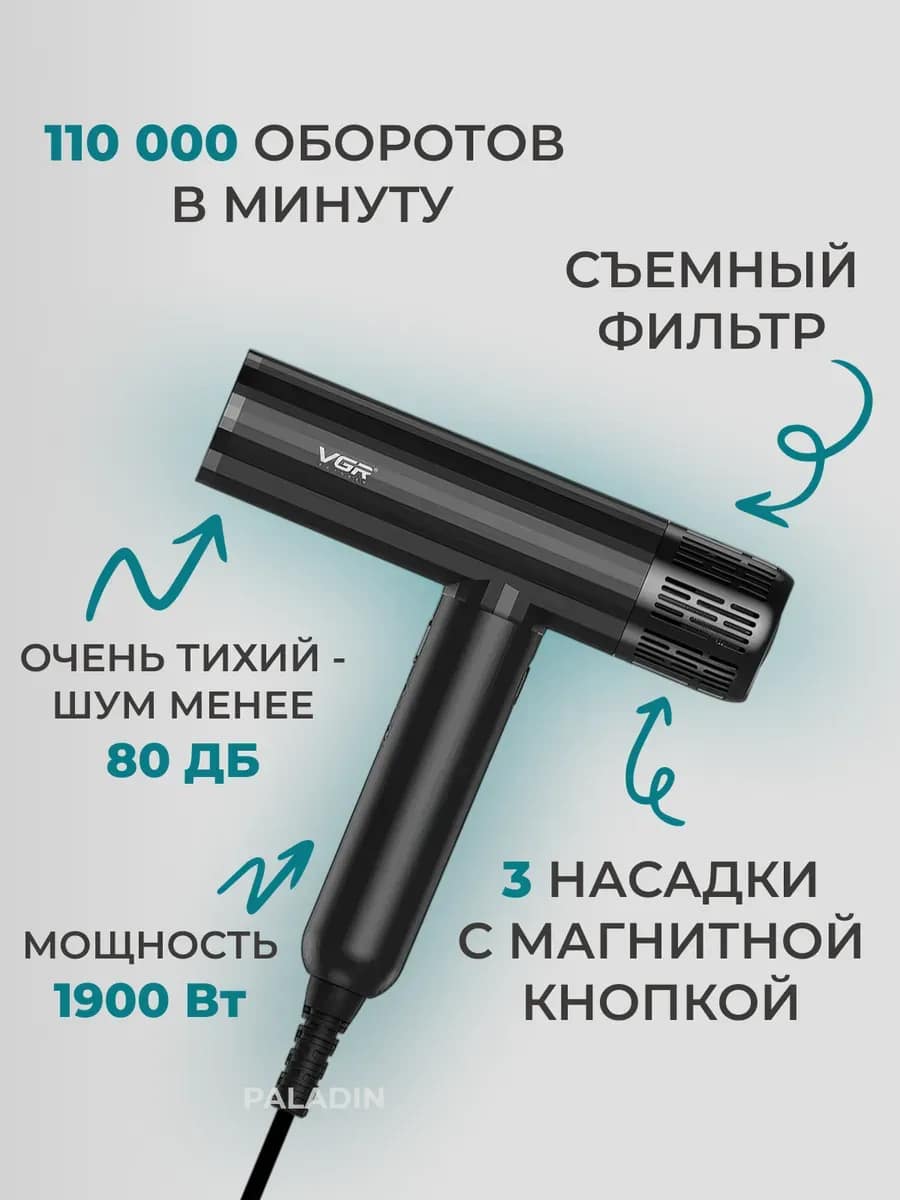 110 000 ОБОРОТОВ
В МИНУТУ
СЪЕМНЫЙ
ФИЛЬТР
VGR
ОЧЕНЬ ТИХИЙ -
ШУМ МЕНЕЕ
80 ДБ
3 НАСАДКИ
С МАГНИТНОЙ
КНОПКОЙ
МОЩНОСТЬ
1900 Вт
PALADIN